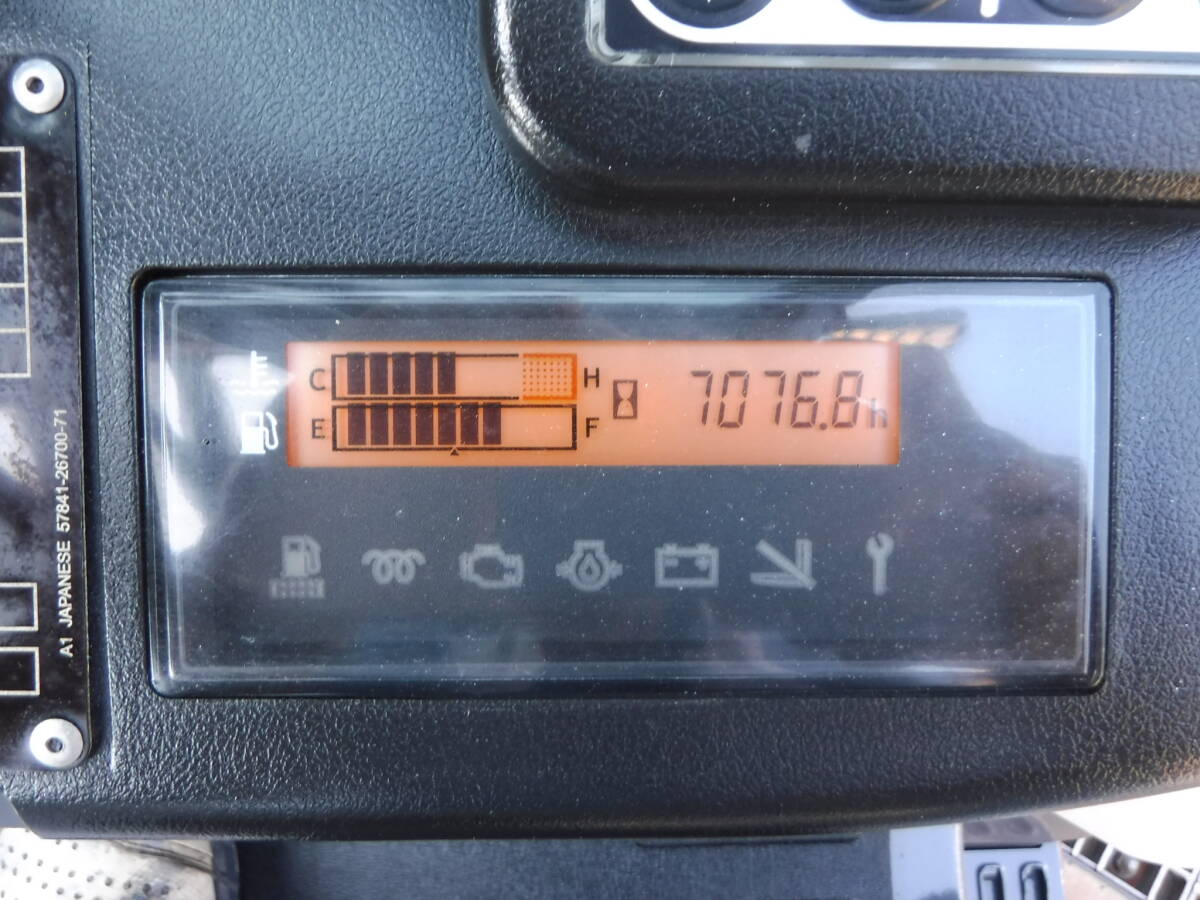 C H
7076.8h
E F
A1 JAPANESE 57841-26700-71